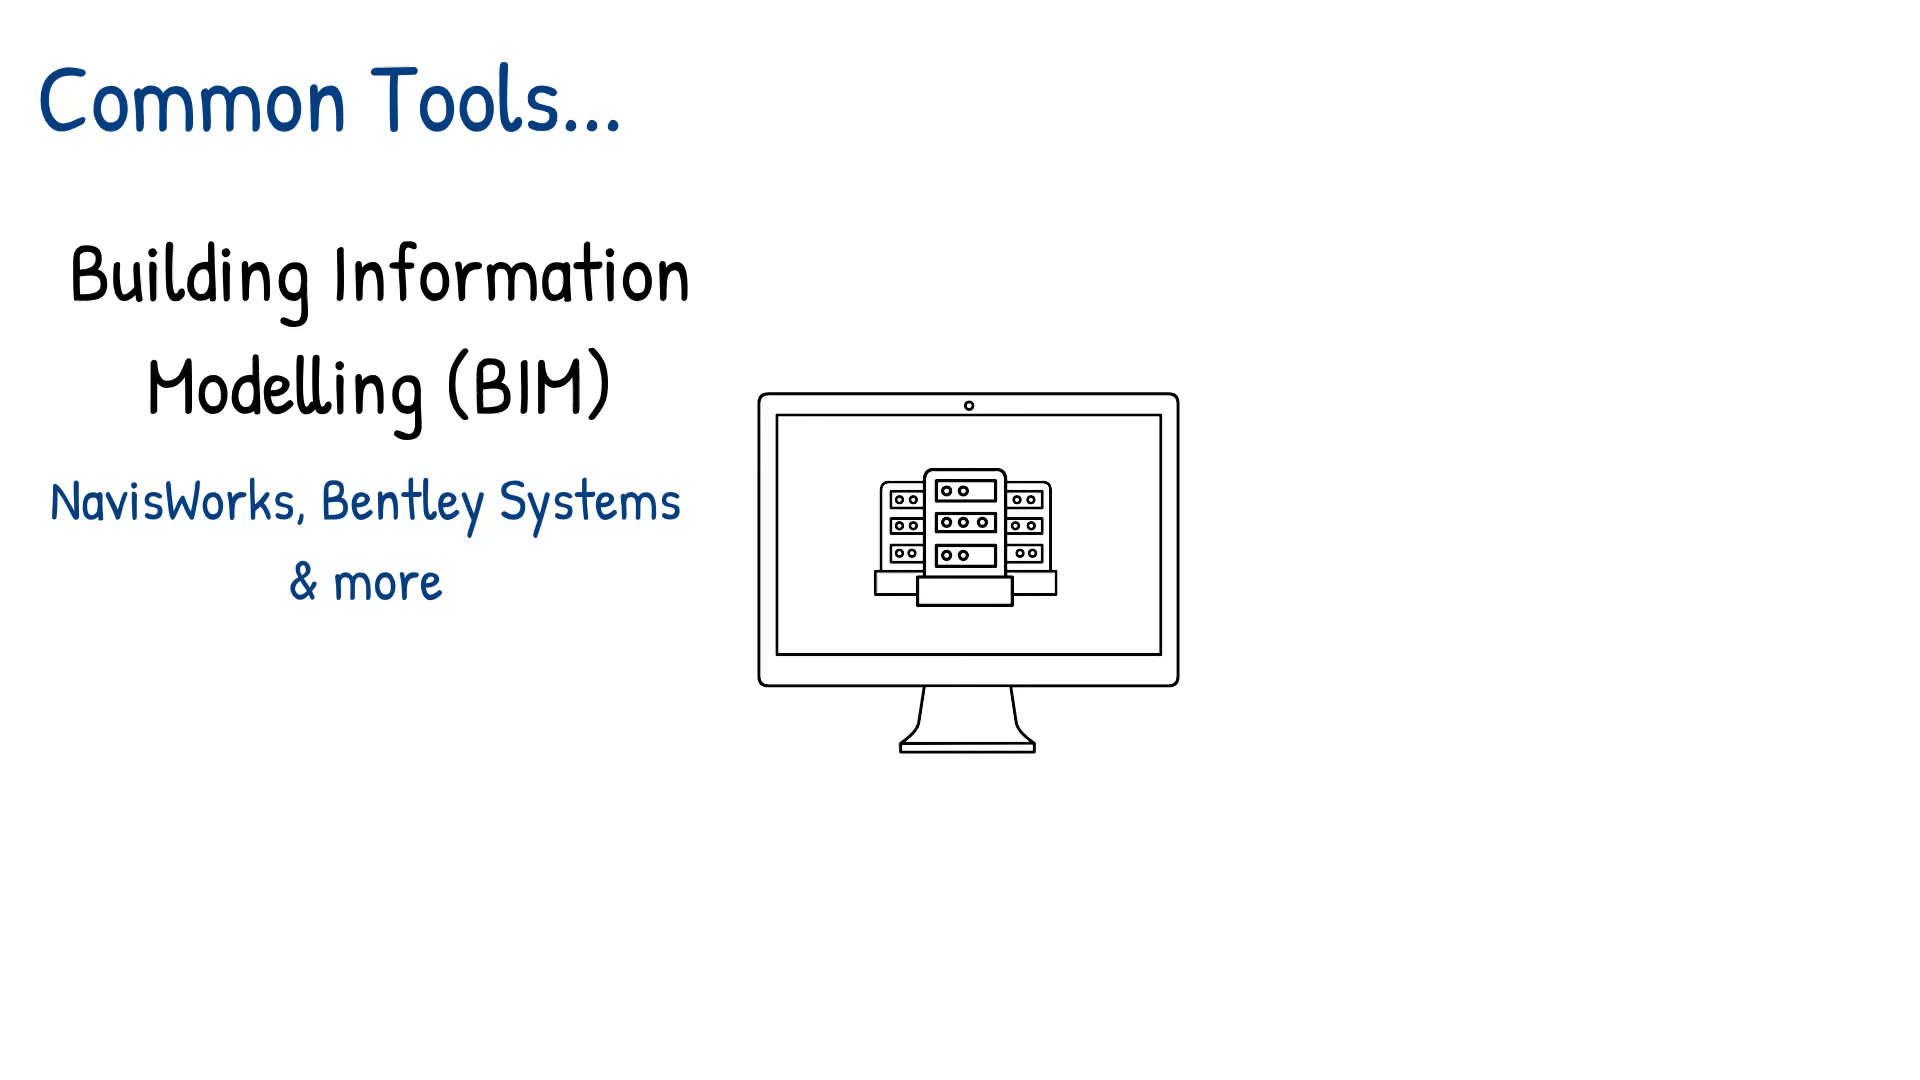 Common Tools...
Building Information
Modelling (BIM)
NavisWorks, Bentley Systems
& more